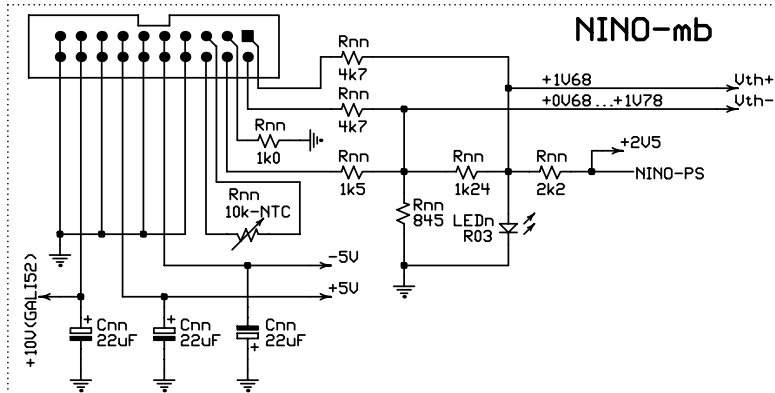 NINO-mb
Rnn
4k7
+1V68
Vth+
+0V68...+1V78
Vth-
Rnn
4k7
Rnn
1k0
+2V5
Rnn
1k5
Rnn
1k24
Rnn
2k2
NINO-PS
Rnn
10k-NTC
Rnn
845
LEDn
R03
-5V
+5V
+10V(GALI52)
+
Cnn
22uF
+
Cnn
22uF
Cnn
22uF
+